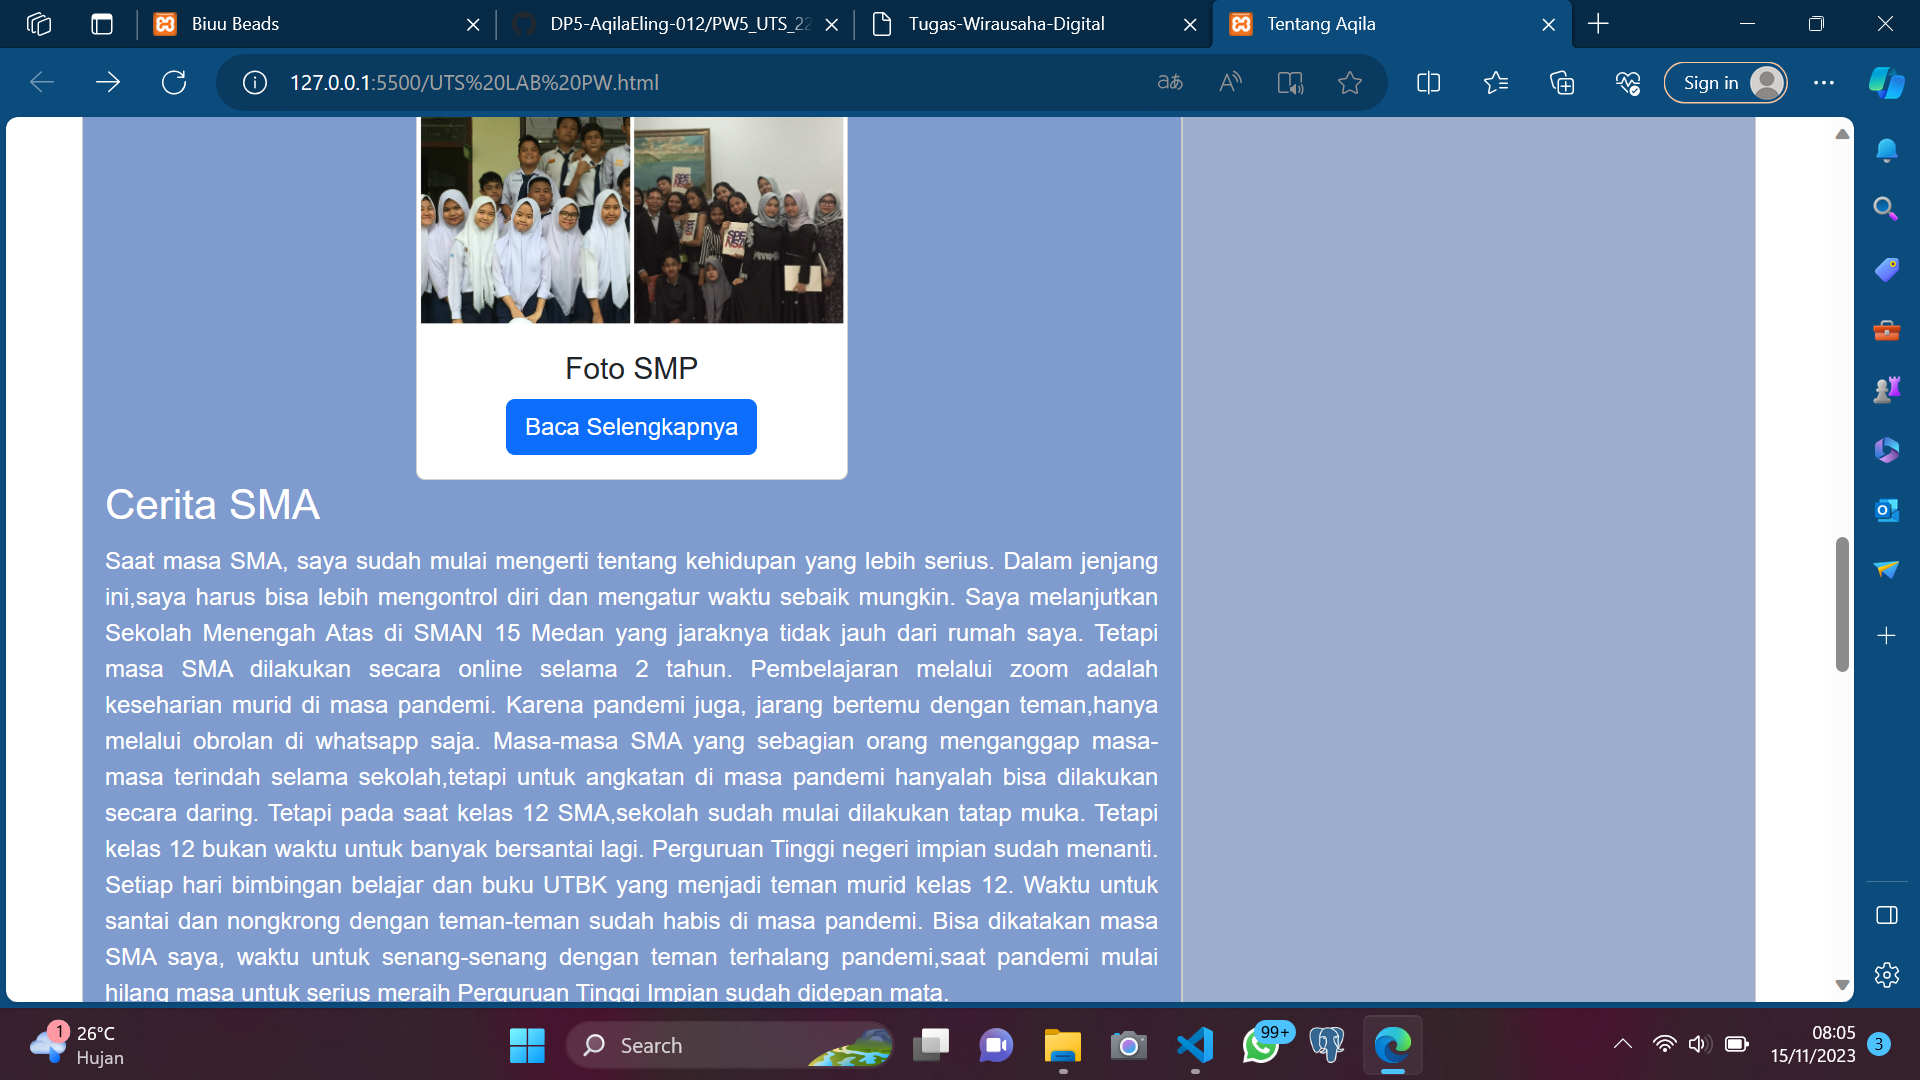 Biuu Beads
DP5-AqilaEling-012/PW5_UTS_22
Tugas-Wirausaha-Digital
Tentang Aqila
127.0.0.1:5500/UTS%20LAB%20PW.html
Sign in
SPE
NSA
SPE
NSA
Foto SMP
Baca Selengkapnya
Cerita SMA
Saat masa SMA, saya sudah mulai mengerti tentang kehidupan yang lebih serius. Dalam jenjang
ini,saya harus bisa lebih mengontrol diri dan mengatur waktu sebaik mungkin. Saya melanjutkan
Sekolah Menengah Atas di SMAN 15 Medan yang jaraknya tidak jauh dari rumah saya. Tetapi
masa SMA dilakukan secara online selama 2 tahun. Pembelajaran melalui zoom adalah
keseharian murid di masa pandemi. Karena pandemi juga, jarang bertemu dengan teman,hanya
melalui obrolan di whatsapp saja. Masa-masa SMA yang sebagian orang menganggap masa-
masa terindah selama sekolah,tetapi untuk angkatan di masa pandemi hanyalah bisa dilakukan
secara daring. Tetapi pada saat kelas 12 SMA,sekolah sudah mulai dilakukan tatap muka. Tetapi
kelas 12 bukan waktu untuk banyak bersantai lagi. Perguruan Tinggi negeri impian sudah menanti.
Setiap hari bimbingan belajar dan buku UTBK yang menjadi teman murid kelas 12. Waktu untuk
santai dan nongkrong dengan teman-teman sudah habis di masa pandemi. Bisa dikatakan masa
SMA saya, waktu untuk senang-senang dengan teman terhalang pandemi,saat pandemi mulai
hilang masa untuk serius meraih Perguruan Tinggi Impian sudah didepan mata.
1
26°C
Hujan
Search
99+
08:05
15/11/2023
3